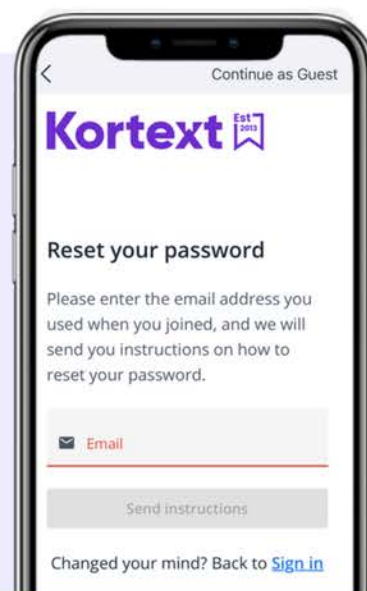 Continue as Guest
Kortext
Est
2013
Reset your password
Please enter the email address you
used when you joined, and we will
send you instructions on how to
reset your password.
Email
Send instructions
Changed your mind? Back to Sign in